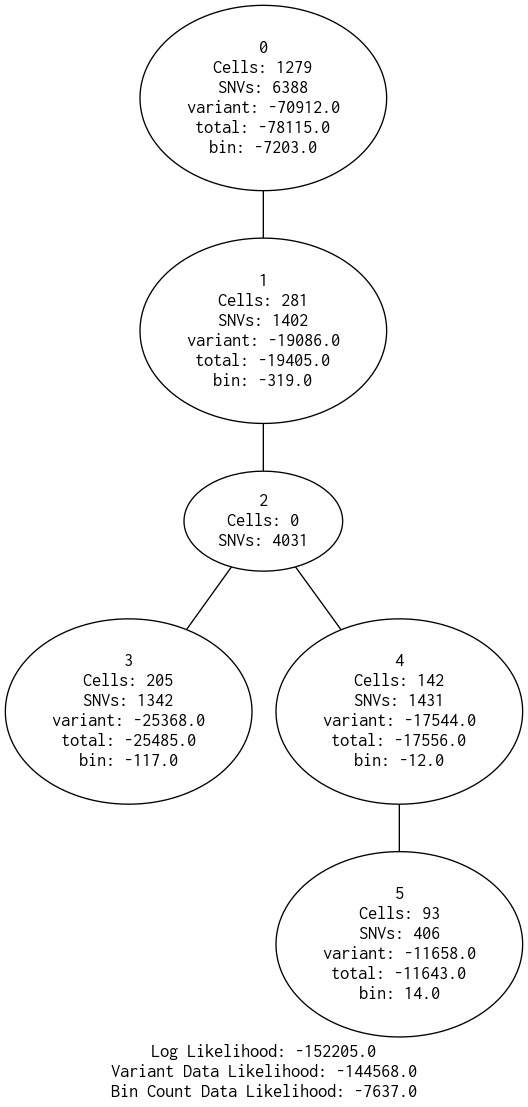 0
Cells: 1279
SNVs: 6388
variant: -70912.0
total: -78115.0
bin: -7203.0
1
Cells: 281
SNVs: 1402
variant: -19086.0
total: -19405.0
bin: -319.0
2
Cells: 0
SNVs: 4031
3
Cells: 205
SNVs: 1342
variant: -25368.0
total: -25485.0
bin: -117.0
4
Cells: 142
SNVs: 1431
variant: -17544.0
total: -17556.0
bin: -12.0
5
Cells: 93
SNVs: 406
variant: -11658.0
total: -11643.0
bin: 14.0
Log Likelihood: -152205.0
Variant Data Likelihood: -144568.0
Bin Count Data Likelihood: -7637.0